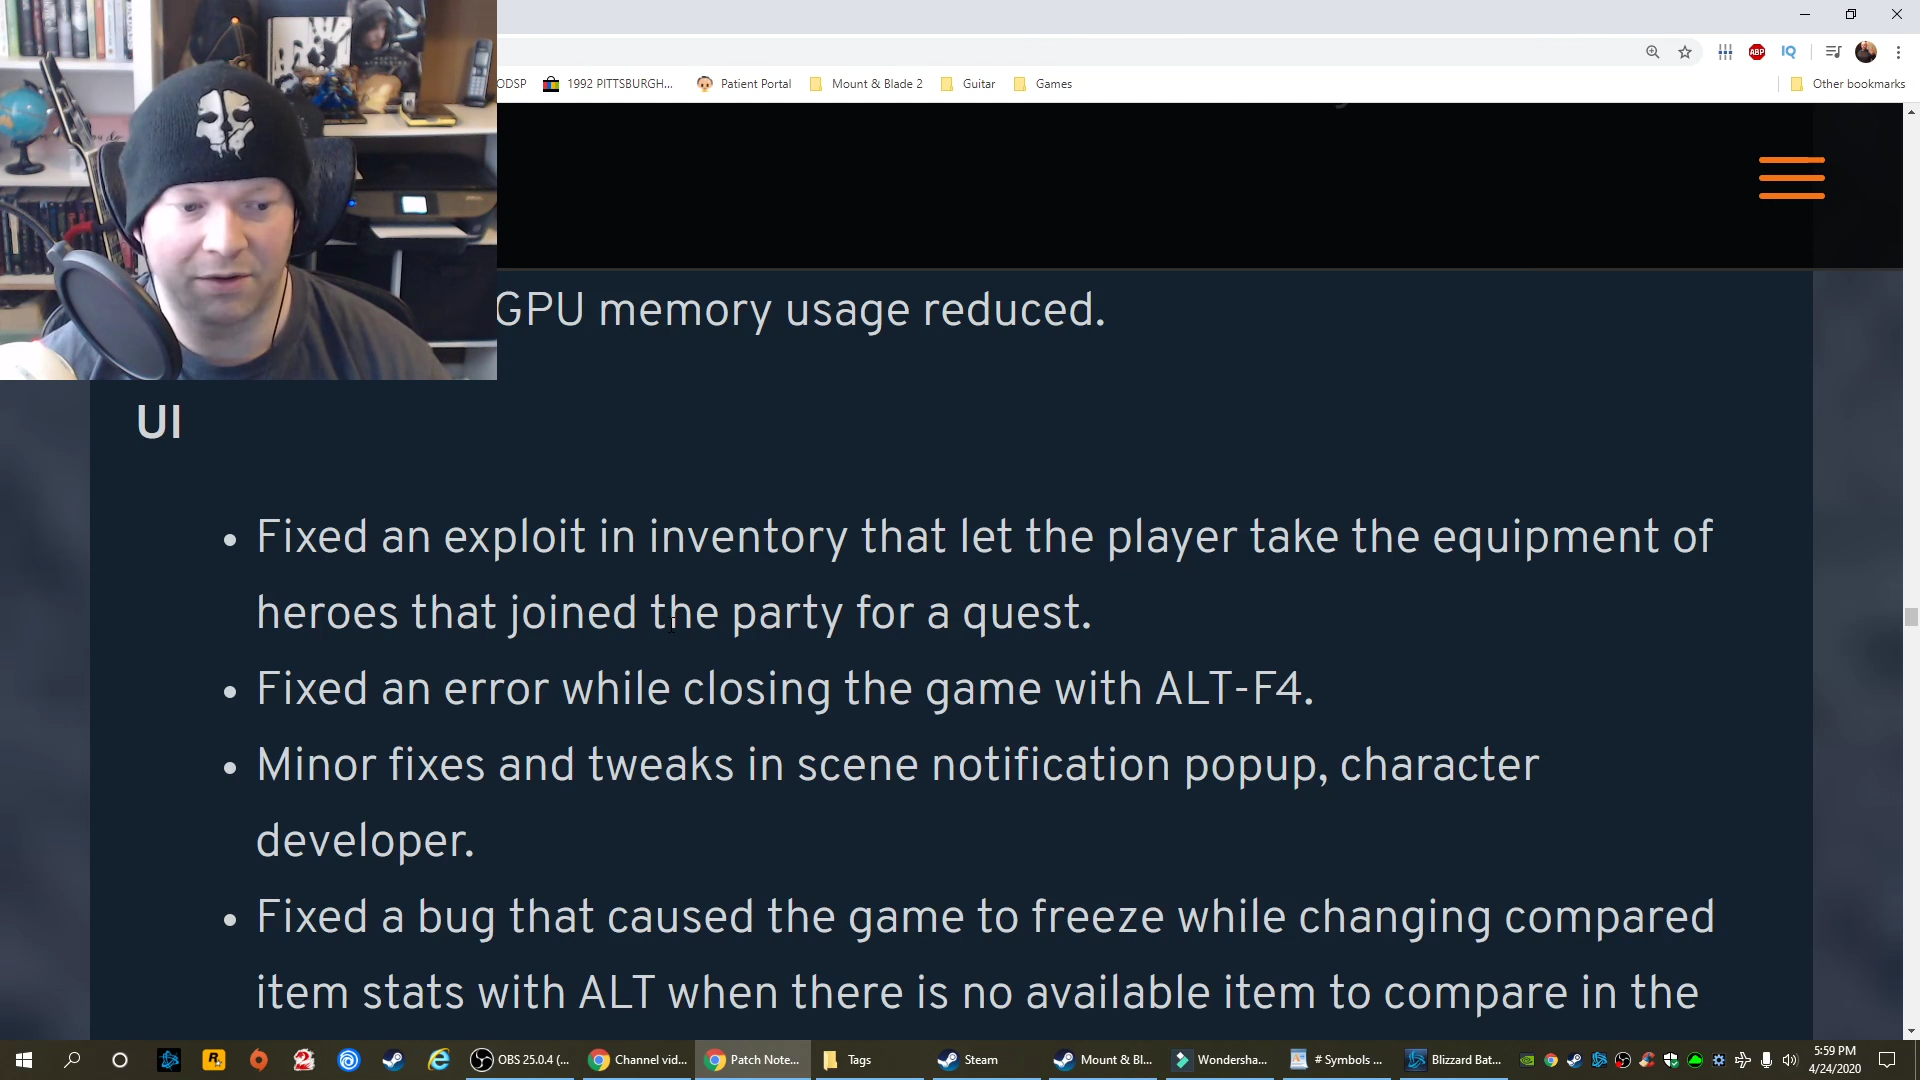 ODSP
1992 PITTSBURGH...
Patient Portal
Mount & Blade 2
Guitar
Games
Other bookmarks
ABP
IQ
GPU memory usage reduced.
UI
• Fixed an exploit in inventory that let the player take the equipment of
heroes that joined the party for a quest.
• Fixed an error while closing the game with ALT-F4.
• Minor fixes and tweaks in scene notification popup, character
developer.
• Fixed a bug that caused the game to freeze while changing compared
item stats with ALT when there is no available item to compare in the
OBS 25.0.4 (...
Channel vid...
Patch Note...
Tags
Steam
Mount & Bl...
Wondersha...
# Symbols ...
Blizzard Bat...
5:59 PM
4/24/2020